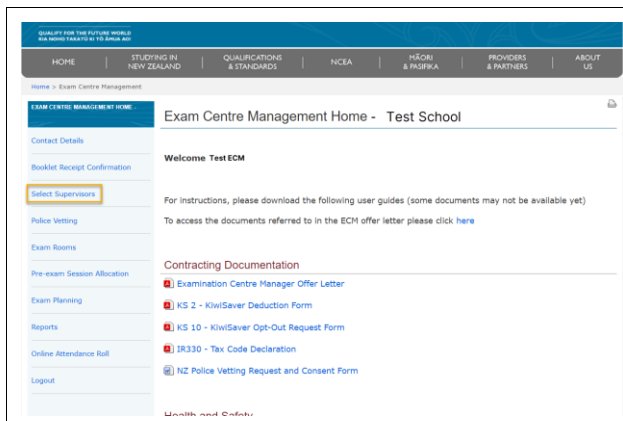 QUALIFY FOR THE FUTURE WORLD
KIA NOHO TAKATŪ KI TŌ ĀMUA AO!
HOME
STUDYING IN
NEW ZEALAND
QUALIFICATIONS
& STANDARDS
NCEA
MĀORI
& PASIFIKA
PROVIDERS
& PARTNERS
ABOUT
US
Home > Exam Centre Management
EXAM CENTRE MANAGEMENT HOME -
Contact Details
Booklet Receipt Confirmation
Select Supervisors
Police Vetting
Exam Rooms
Pre-exam Session Allocation
Exam Planning
Reports
Online Attendance Roll
Logout
Exam Centre Management Home - Test School
Welcome Test ECM
For instructions, please download the following user guides (some documents may not be available yet)
To access the documents referred to in the ECM offer letter please click here
Contracting Documentation
Examination Centre Manager Offer Letter
KS 2 - KiwiSaver Deduction Form
KS 10 - KiwiSaver Opt-Out Request Form
IR330 - Tax Code Declaration
NZ Police Vetting Request and Consent Form
Health and Safety